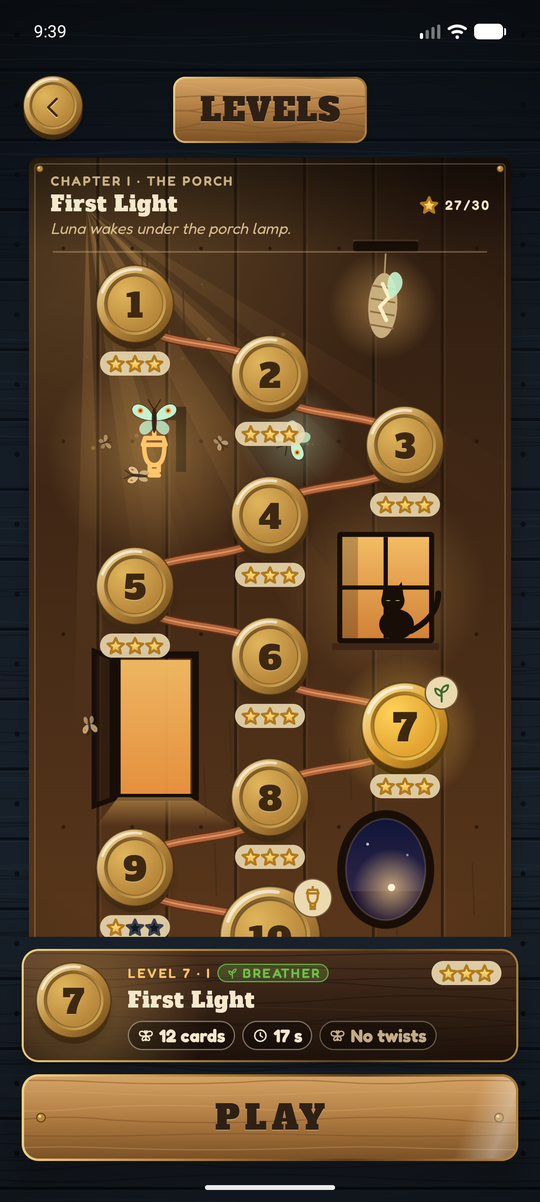 9:39
LEVELS
CHAPTER I · THE PORCH
First Light
27/30
Luna wakes under the porch lamp.
1
2
3
4
5
6
7
8
9
10
7
LEVEL 7 · I
BREATHER
First Light
12 cards
17 s
No twists
PLAY